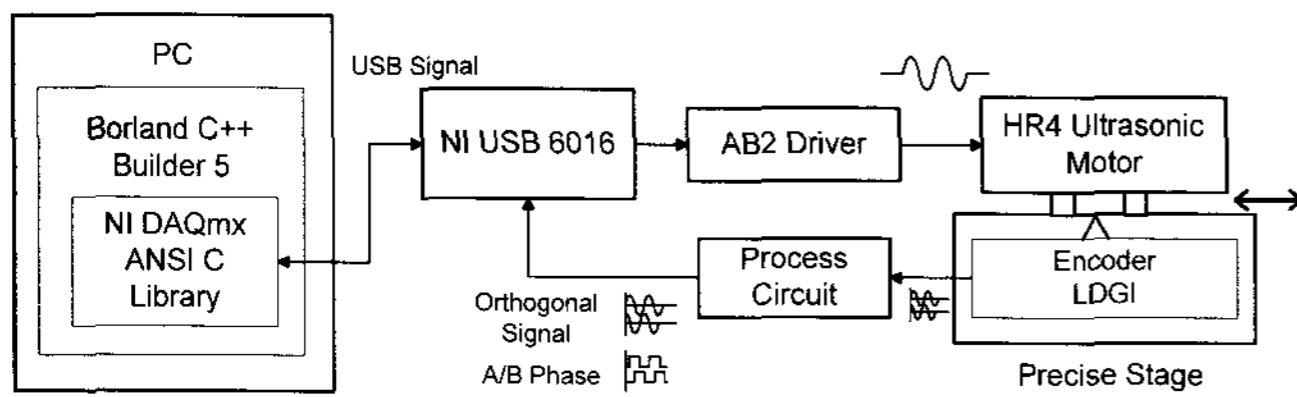 PC
USB Signal
Borland C++
Builder 5
NI DAQmx
ANSI C
Library
NI USB 6016
AB2 Driver
HR4 Ultrasonic
Motor
Process
Circuit
Encoder
LDGI
Orthogonal
Signal
A/B Phase
Precise Stage